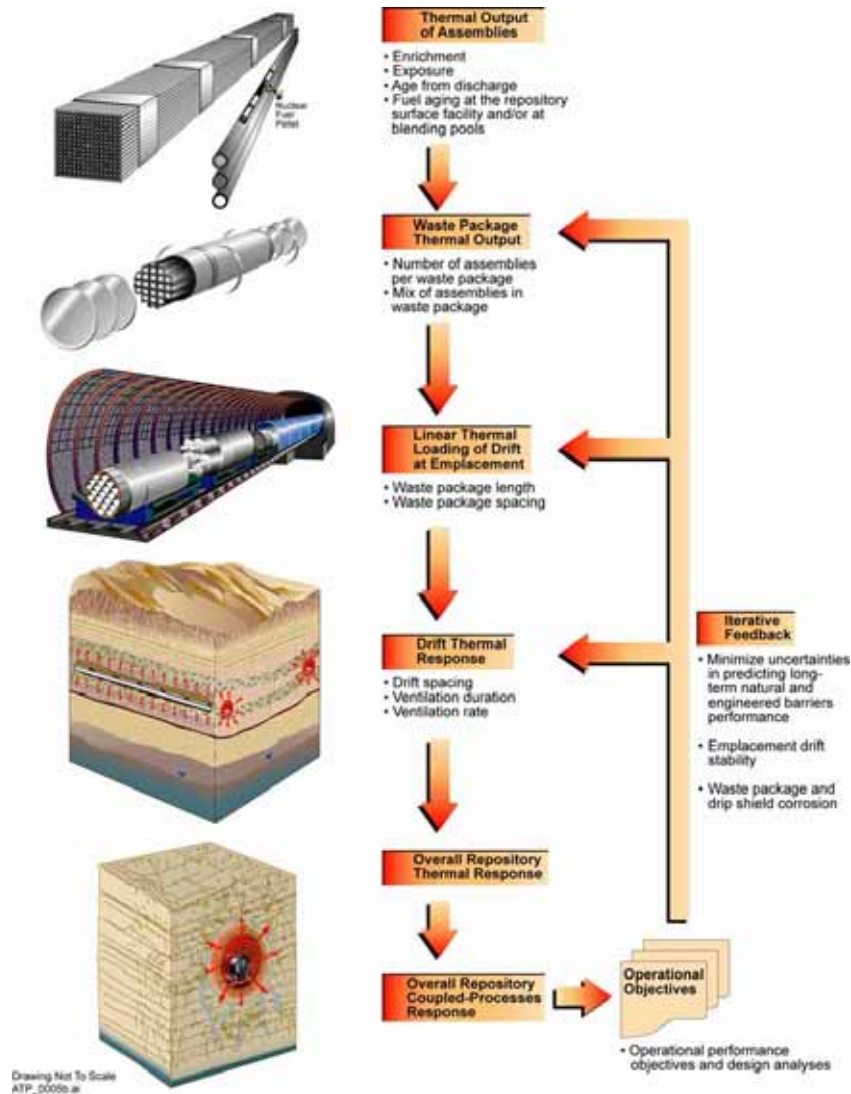 Thermal Output
of Assemblies
• Enrichment
• Exposure
• Age from discharge
• Fuel aging at the repository
surface facility and/or at
blending pools
Nuclear
Fuel
Pellet
Waste Package
Thermal Output
• Number of assemblies
per waste package
• Mix of assemblies in
waste package
Linear Thermal
Loading of Drift
at Emplacement
• Waste package length
• Waste package spacing
Drift Thermal
Response
• Drift spacing
• Ventilation duration
• Ventilation rate
Iterative
Feedback
• Minimize uncertainties
in predicting long-
term natural and
engineered barriers
performance
• Emplacement drift
stability
• Waste package and
drip shield corrosion
Overall Repository
Thermal Response
Overall Repository
Coupled-Processes
Response
Operational
Objectives
• Operational performance
objectives and design analyses
Drawing Not To Scale
ATP_0005b.ai